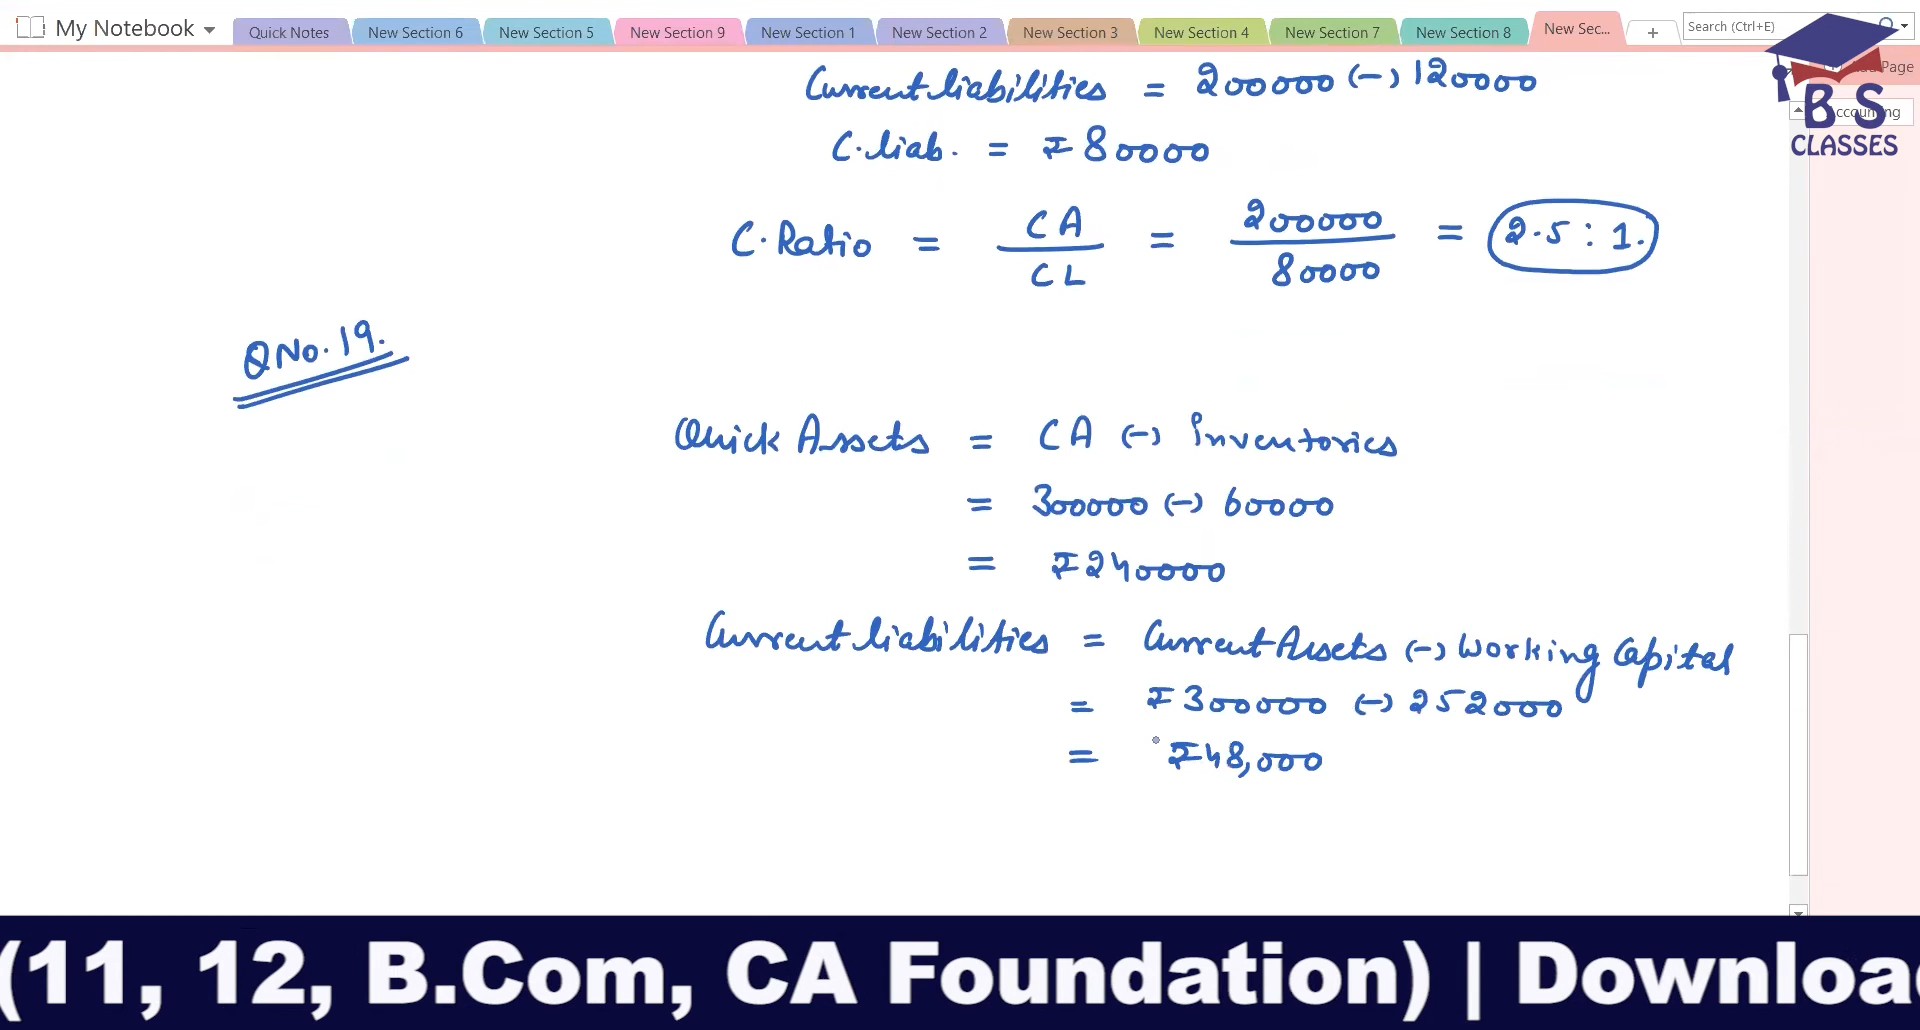 My Notebook
Quick Notes
New Section 6
New Section 5
New Section 9
New Section 1
New Section 2
New Section 3
New Section 4
New Section 7
New Section 8
New Sec...
+
Search (Ctrl+E)
Page
BS
CLASSES
Current liabilities = 200000 (-) 120000
C. liab. = ₹80000
C. Ratio = CA / CL = 200000 / 80000 = 2.5 : 1.
Q No. 19.
Quick Assets = CA (-) Inventories
= 300000 (-) 60000
= ₹240000
Current liabilities = Current Assets (-) Working Capital
= ₹300000 (-) 252000
= ₹48,000
(11, 12, B.Com, CA Foundation) | Downloa